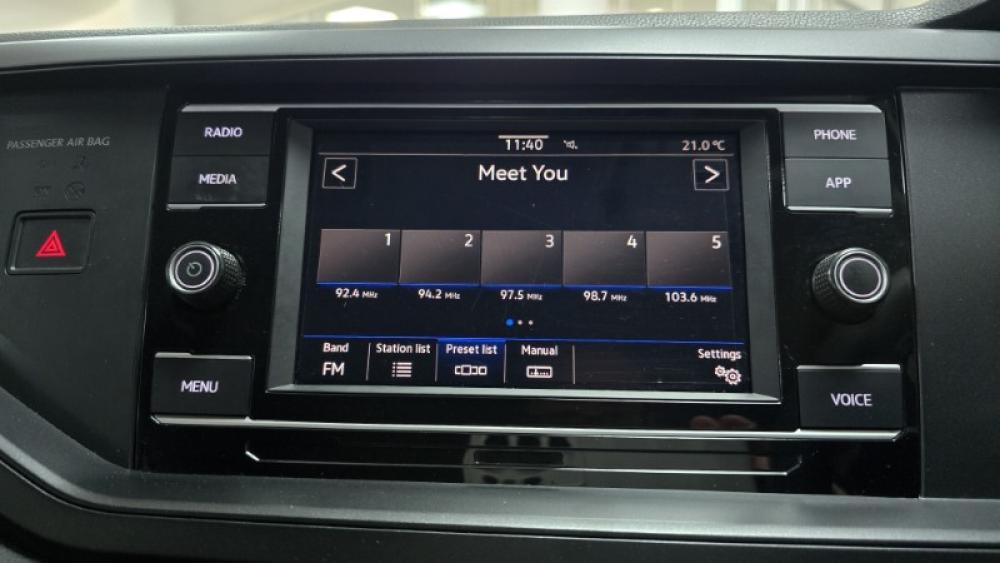 PASSENGER AIR BAG
RADIO
MEDIA
MENU
11:40
21.0 °C
<
Meet You
>
1 2 3 4 5
92.4 MHz 94.2 MHz 97.5 MHz 98.7 MHz 103.6 MHz
Band Station list Preset list Manual Settings
FM
PHONE
APP
VOICE